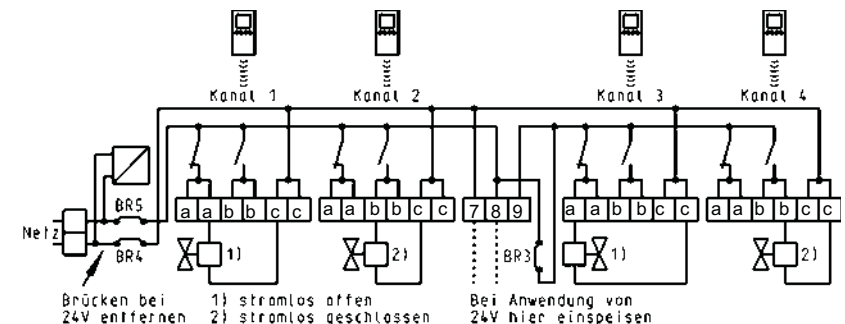 Kanal 1 Kanal 2 Kanal 3 Kanal 4
BR5
a a b b c c a a b b c c 7 8 9 a a b b c c a a b b c c
Netz
BR4 1) 2) BR3 1) 2)
Brücken bei 1) stromlos offen Bei Anwendung von
24V entfernen 2) stromlos geschlossen 24V hier einspeisen